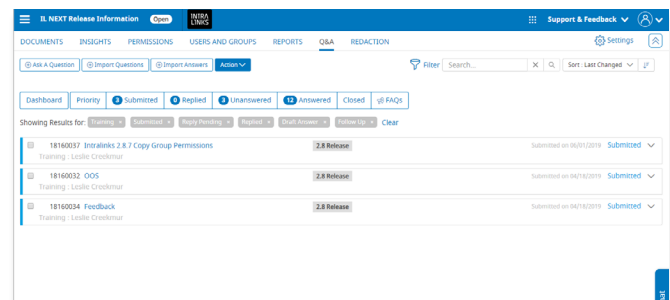 IL NEXT Release Information Open INTRALINKS Support & Feedback
DOCUMENTS INSIGHTS PERMISSIONS USERS AND GROUPS REPORTS Q&A REDACTION Settings
Ask A Question Import Questions Import Answers Action Filter Search... Sort : Last Changed
Dashboard Priority 3 Submitted 0 Replied 3 Unanswered 12 Answered Closed FAQs
Showing Results for: Training Submitted Reply Pending Replied Draft Answer Follow Up Clear
18160037 Intralinks 2.8.7 Copy Group Permissions 2.8 Release Submitted on 06/01/2019 Submitted
Training : Leslie Creekmur
18160032 OOS 2.8 Release Submitted on 04/18/2019 Submitted
Training : Leslie Creekmur
18160034 Feedback 2.8 Release Submitted on 04/18/2019 Submitted
Training : Leslie Creekmur